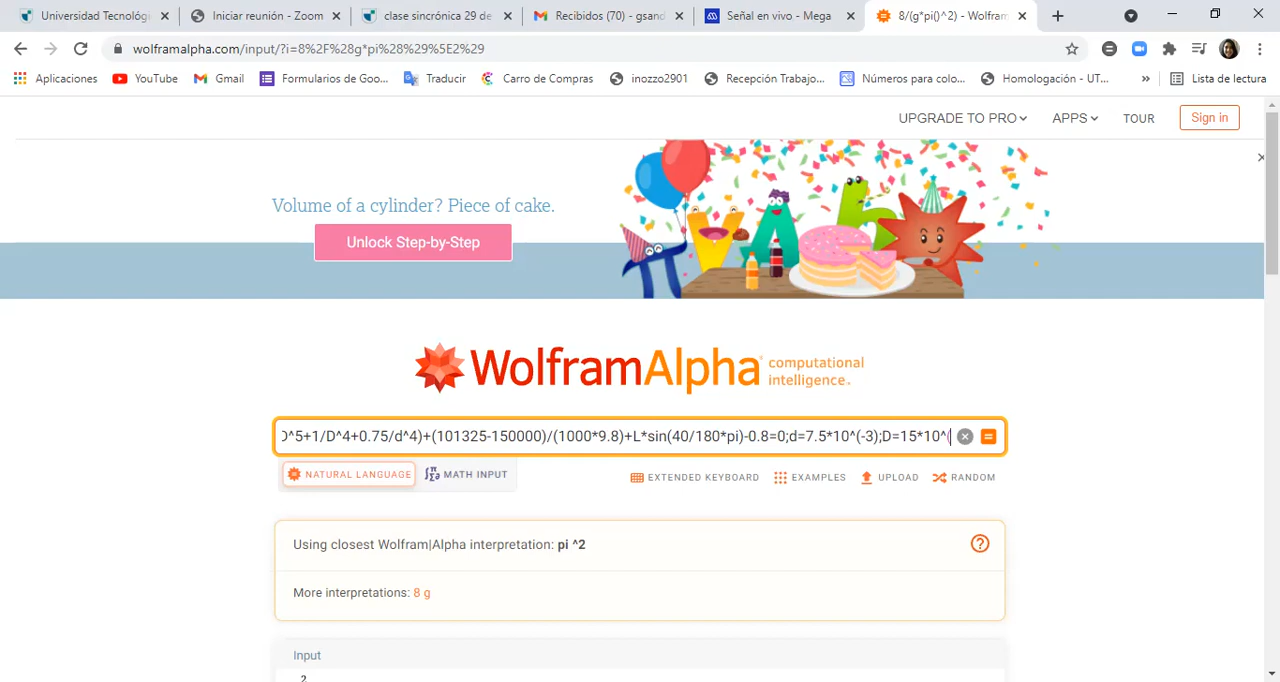 Universidad Tecnológi
Iniciar reunión - Zoom
clase sincrónica 29 de
Recibidos (70) - gsand
Señal en vivo - Mega
8/(g*pi()^2) - Wolfram
wolframalpha.com/input/?i=8%2F%28g*pi%28%29%5E2%29
Aplicaciones
YouTube
Gmail
Formularios de Goo...
Traducir
Carro de Compras
inozzo2901
Recepción Trabajo...
Números para colo...
Homologación - UT...
»
Lista de lectura
UPGRADE TO PRO
APPS
TOUR
Sign in
Volume of a cylinder? Piece of cake.
Unlock Step-by-Step
WolframAlpha computational
intelligence.
D^5+1/D^4+0.75/d^4)+(101325-150000)/(1000*9.8)+L*sin(40/180*pi)-0.8=0;d=7.5*10^(-3);D=15*10^(
NATURAL LANGUAGE
MATH INPUT
EXTENDED KEYBOARD
EXAMPLES
UPLOAD
RANDOM
Using closest Wolfram|Alpha interpretation: pi ^2
More interpretations: 8 g
Input
2